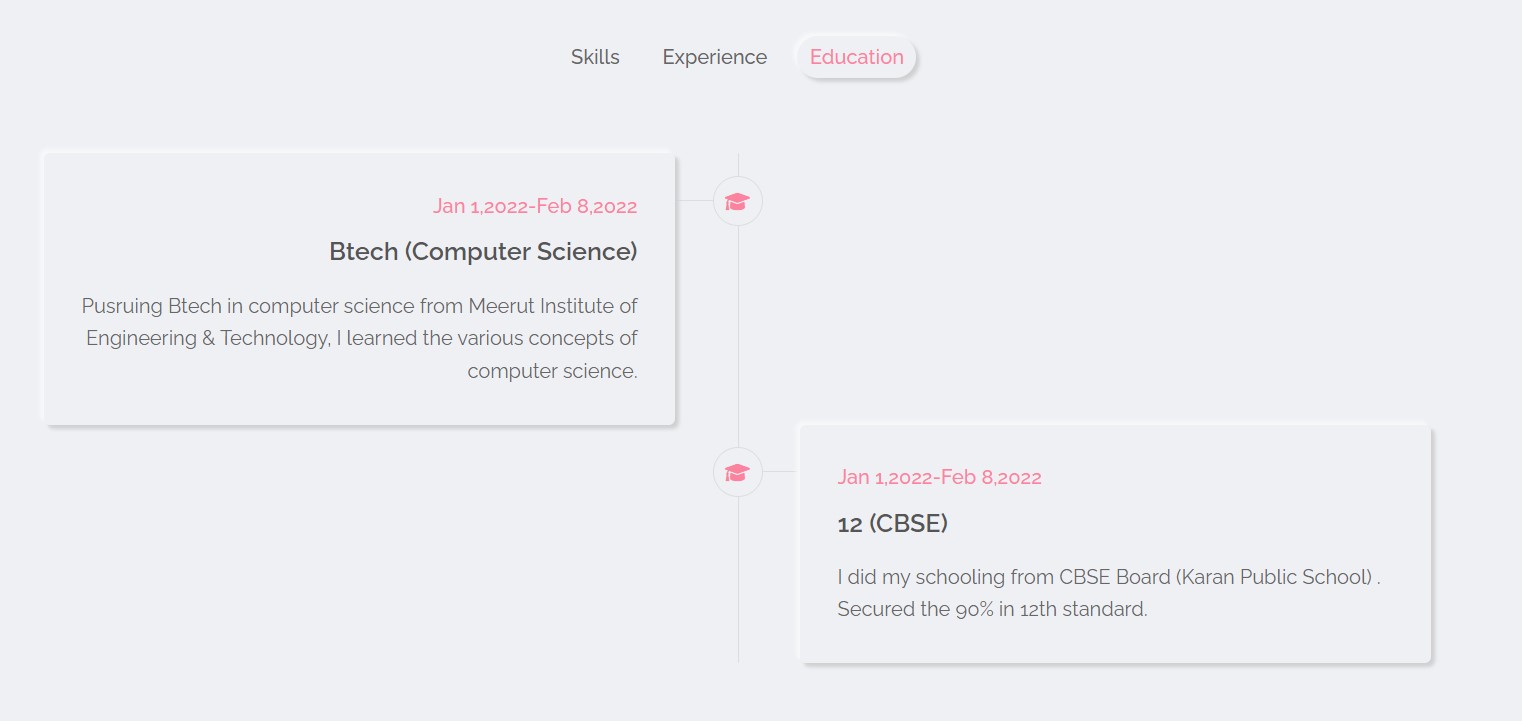 Skills
Experience
Education
Jan 1,2022-Feb 8,2022
Btech (Computer Science)
Pusruing Btech in computer science from Meerut Institute of
Engineering & Technology, I learned the various concepts of
computer science.
Jan 1,2022-Feb 8,2022
12 (CBSE)
I did my schooling from CBSE Board (Karan Public School) .
Secured the 90% in 12th standard.